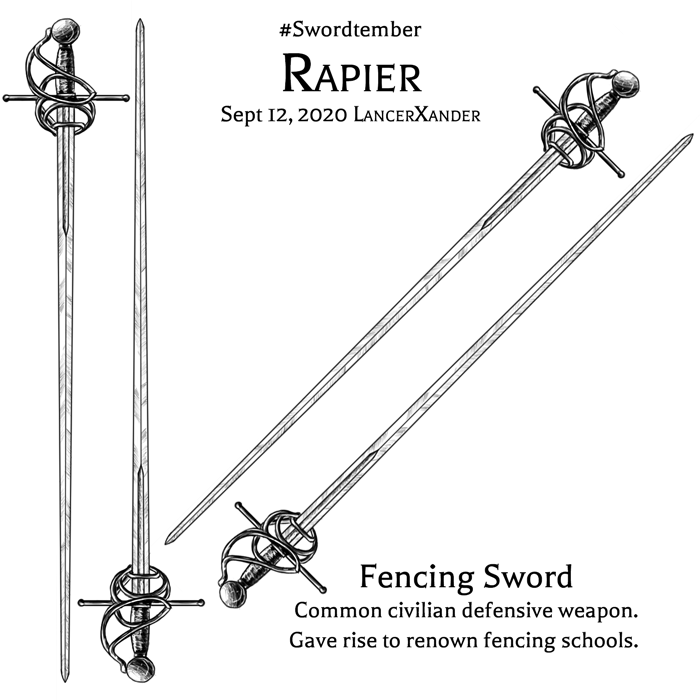 #Swordtember
Rapier
Sept 12, 2020 LancerXander
Fencing Sword
Common civilian defensive weapon.
Gave rise to renown fencing schools.